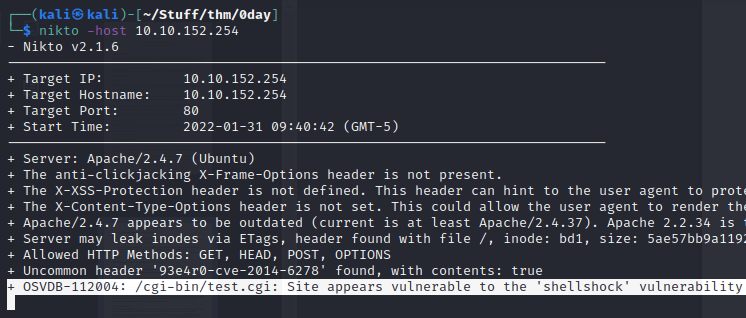 ┌──(kali㉿kali)-[~/Stuff/thm/0day]
└─$ nikto -host 10.10.152.254
- Nikto v2.1.6
---------------------------------------------------------------------------
+ Target IP:          10.10.152.254
+ Target Hostname:    10.10.152.254
+ Target Port:        80
+ Start Time:         2022-01-31 09:40:42 (GMT-5)
---------------------------------------------------------------------------
+ Server: Apache/2.4.7 (Ubuntu)
+ The anti-clickjacking X-Frame-Options header is not present.
+ The X-XSS-Protection header is not defined. This header can hint to the user agent to prote
+ The X-Content-Type-Options header is not set. This could allow the user agent to render the
+ Apache/2.4.7 appears to be outdated (current is at least Apache/2.4.37). Apache 2.2.34 is
+ Server may leak inodes via ETags, header found with file /, inode: bd1, size: 5ae57bb9a1192
+ Allowed HTTP Methods: GET, HEAD, POST, OPTIONS
+ Uncommon header '93e4r0-cve-2014-6278' found, with contents: true
+ OSVDB-112004: /cgi-bin/test.cgi: Site appears vulnerable to the 'shellshock' vulnerability